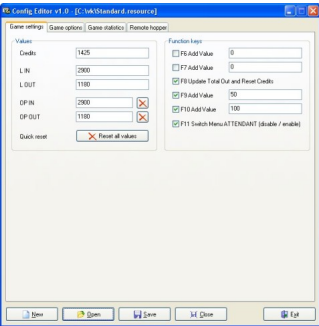 Config Editor v1.0 - [C:\wk\Standard.resource]
Game settings Game options Game statistics Remote hopper
Values
Credits 1425
L IN 2900
L OUT 1180
OP IN 2900
OP OUT 1180
Quick reset Reset all values
Function keys
F6 Add Value 0
F7 Add Value 0
F8 Update Total Out and Reset Credits
F9 Add Value 50
F10 Add Value 100
F11 Switch Menu ATTENDANT (disable / enable)
New Open Save Close Exit